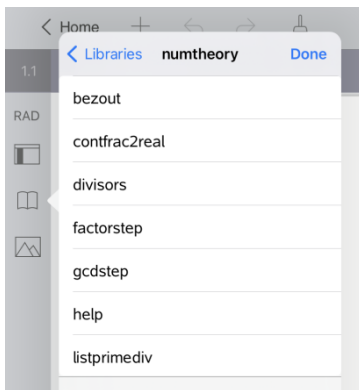 Home
Libraries numtheory Done
1.1
bezout
RAD
contfrac2real
divisors
factorstep
gcdstep
help
listprimediv